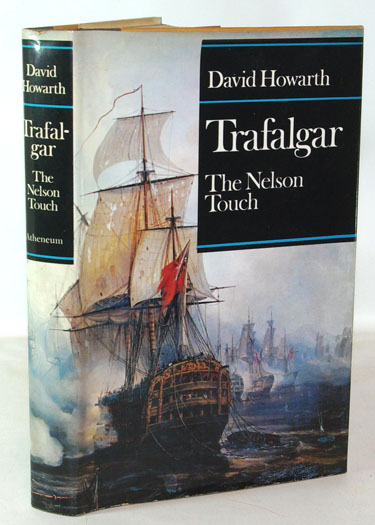 David
Howarth
Trafal-
gar
The
Nelson
Touch
Atheneum
David Howarth
Trafalgar
The Nelson
Touch